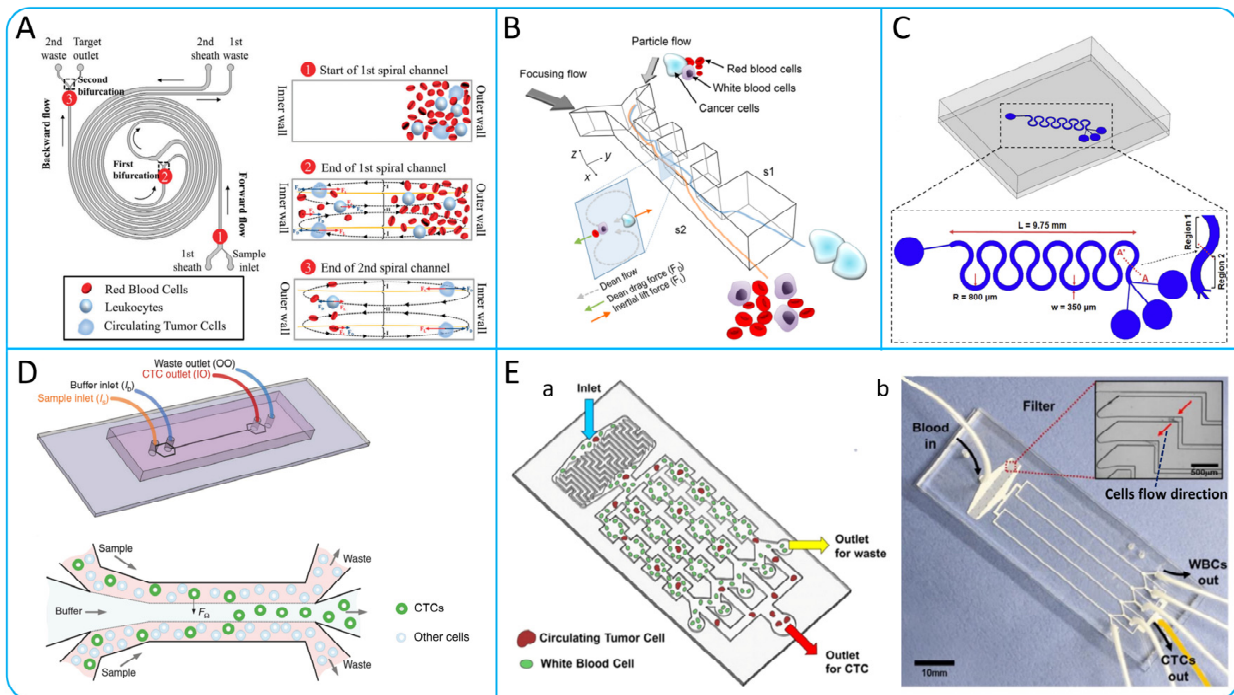 A
2nd
waste
Target
outlet
2nd
sheath
1st
waste
Second
bifurcation
3
Backward flow
First
bifurcation
2
Forward flow
1
1st
sheath
Sample
inlet
Red Blood Cells
Leukocytes
Circulating Tumor Cells
1 Start of 1st spiral channel
Inner wall
Outer wall
2 End of 1st spiral channel
Inner wall
Outer wall
3 End of 2nd spiral channel
Outer wall
Inner wall
B
Particle flow
Focusing flow
Red blood cells
White blood cells
Cancer cells
z
y
x
s1
s2
Dean flow
Dean drag force (FD)
Inertial lift force (FL)
C
L = 9.75 mm
R = 800 µm
w = 350 µm
A'
A
Region 1
Region 2
D
Waste outlet (OO)
CTC outlet (IO)
Buffer inlet (Ib)
Sample inlet (Is)
Sample
Waste
Buffer
FΩ
CTCs
Other cells
Sample
Waste
E
a
Inlet
Outlet
for waste
Circulating Tumor Cell
White Blood Cell
Outlet
for CTC
b
Filter
Blood
in
500µm
Cells flow direction
WBCs
out
CTCs
out
10mm